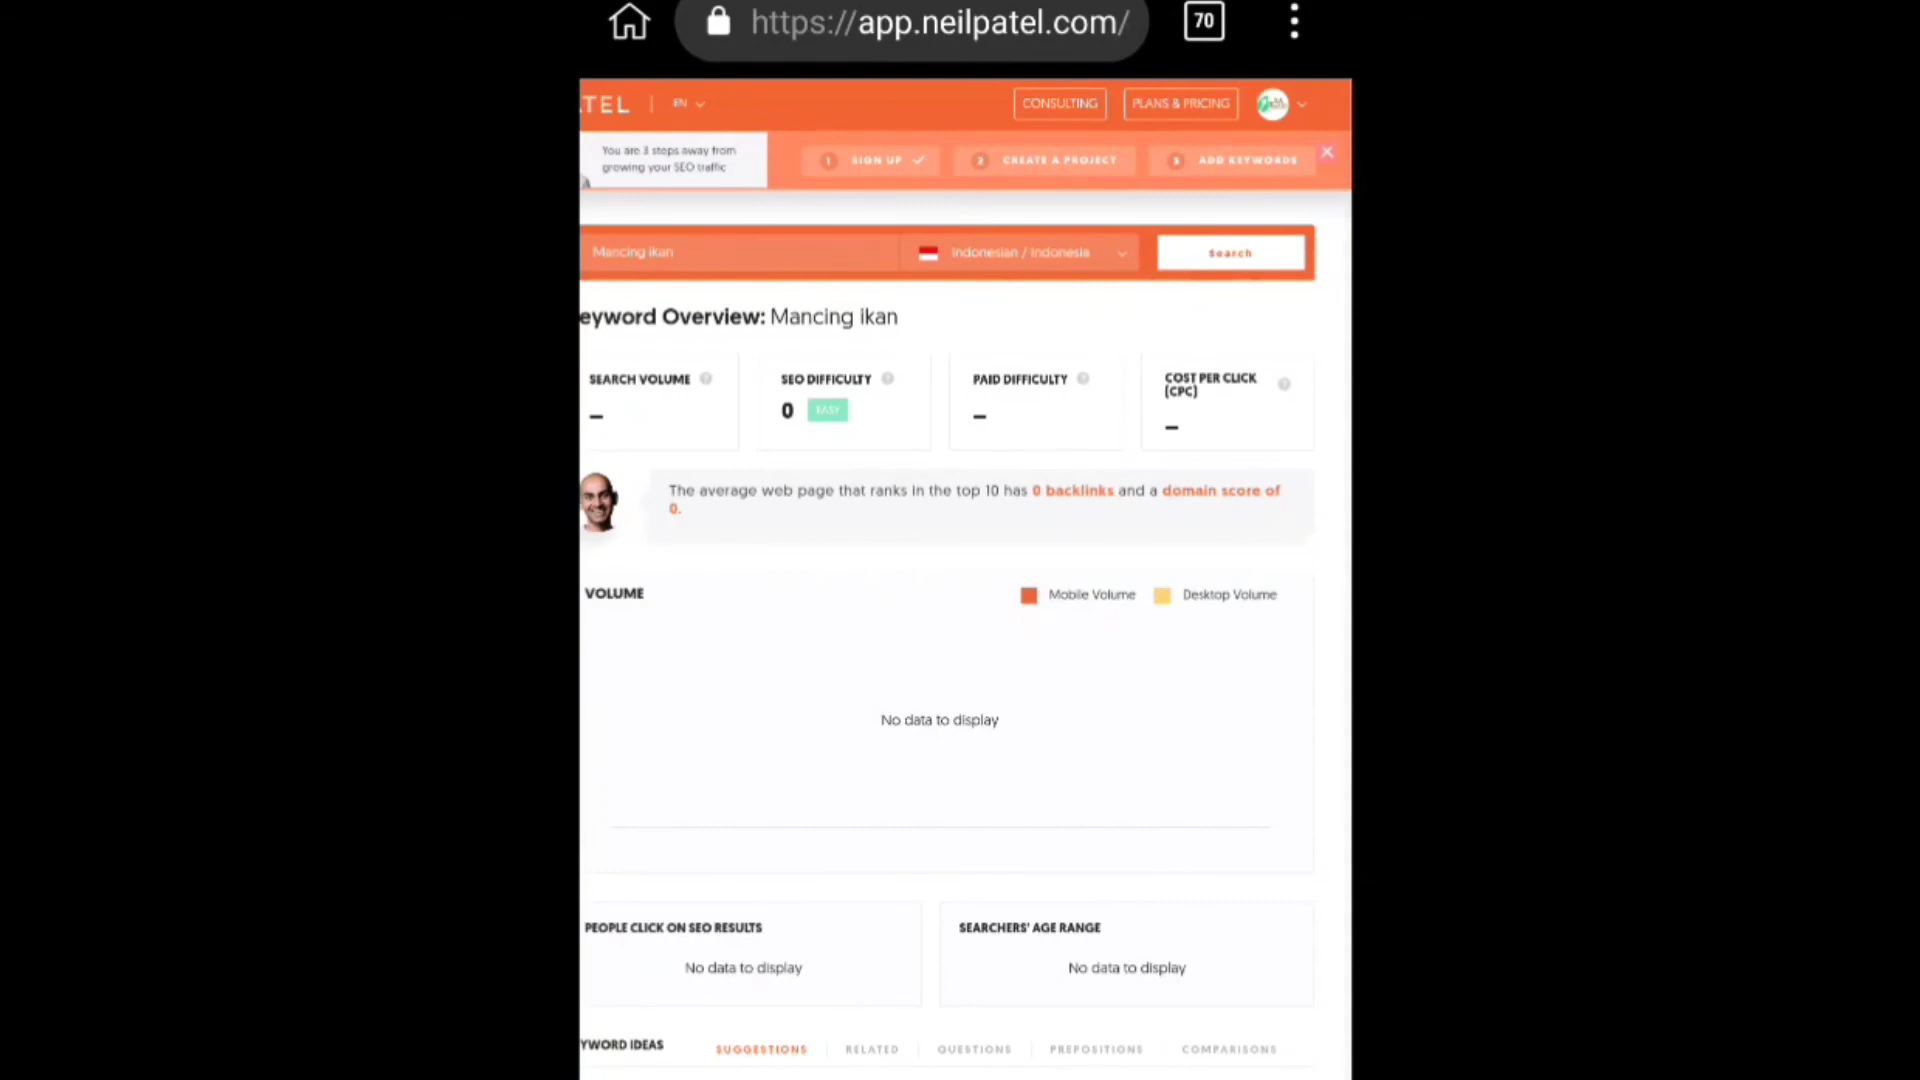 https://app.neilpatel.com/
70
ATEL | EN
CONSULTING
PLANS & PRICING
You are 3 steps away from
growing your SEO traffic
1 SIGN UP
2 CREATE A PROJECT
3 ADD KEYWORDS
Mancing ikan
Indonesian / Indonesia
Search
eyword Overview: Mancing ikan
SEARCH VOLUME ?
–
SEO DIFFICULTY ?
0 EASY
PAID DIFFICULTY ?
–
COST PER CLICK
(CPC) ?
–
The average web page that ranks in the top 10 has 0 backlinks and a domain score of
0.
VOLUME
Mobile Volume
Desktop Volume
No data to display
PEOPLE CLICK ON SEO RESULTS
No data to display
SEARCHERS' AGE RANGE
No data to display
YWORD IDEAS
SUGGESTIONS
RELATED
QUESTIONS
PREPOSITIONS
COMPARISONS